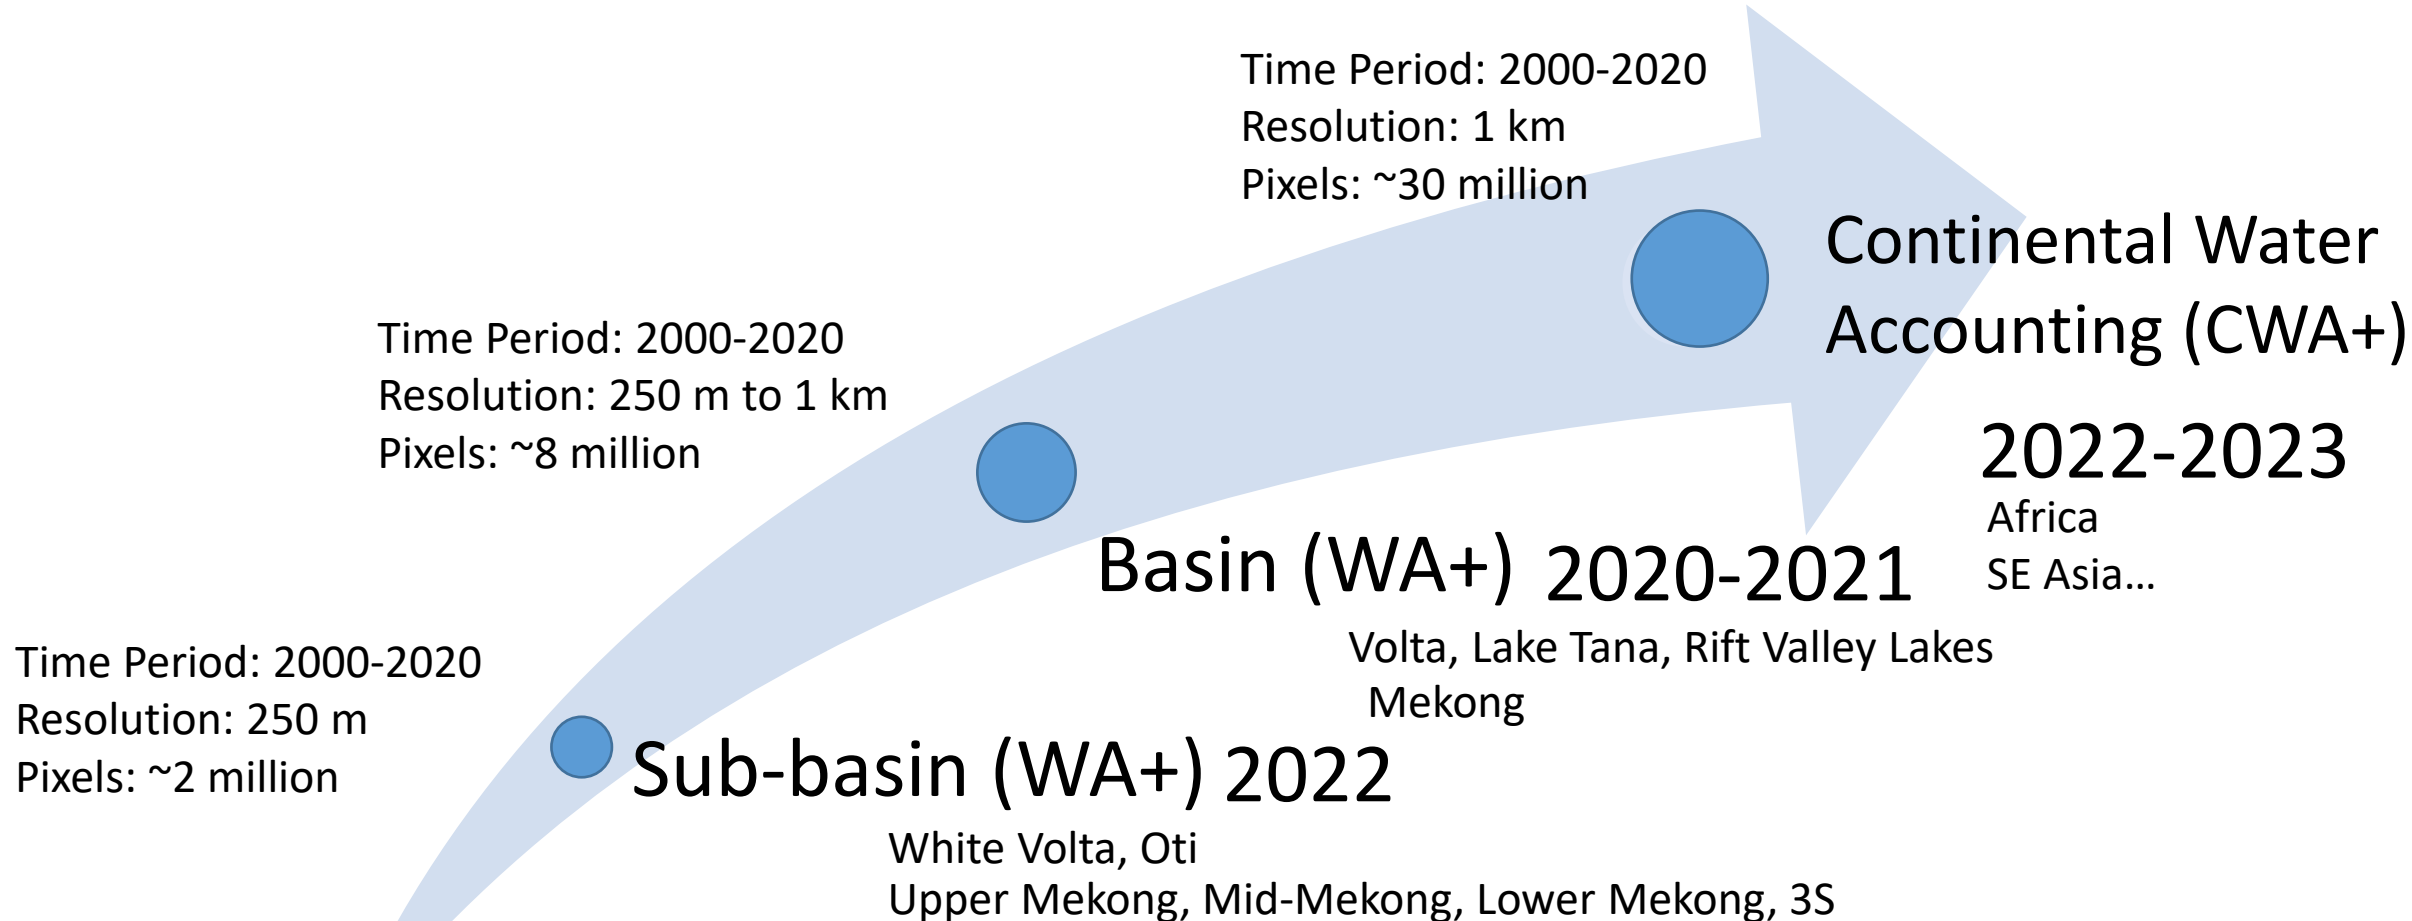 Time Period: 2000-2020
Resolution: 1 km
Pixels: ~30 million
Continental Water
Accounting (CWA+)
2022-2023
Africa
SE Asia...
Time Period: 2000-2020
Resolution: 250 m to 1 km
Pixels: ~8 million
Basin (WA+) 2020-2021
Volta, Lake Tana, Rift Valley Lakes
Mekong
Time Period: 2000-2020
Resolution: 250 m
Pixels: ~2 million
Sub-basin (WA+) 2022
White Volta, Oti
Upper Mekong, Mid-Mekong, Lower Mekong, 3S